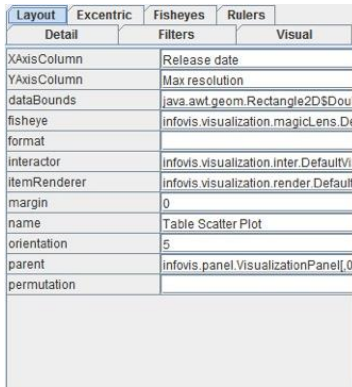 Layout Excentric Fisheyes Rulers
Detail Filters Visual
XAxisColumn Release date
YAxisColumn Max resolution
dataBounds java.awt.geom.Rectangle2D$Dou
fisheye infovis.visualization.magicLens.De
format
interactor infovis.visualization.inter.DefaultVi
itemRenderer infovis.visualization.render.Default
margin 0
name Table Scatter Plot
orientation 5
parent infovis.panel.VisualizationPanel[,0
permutation